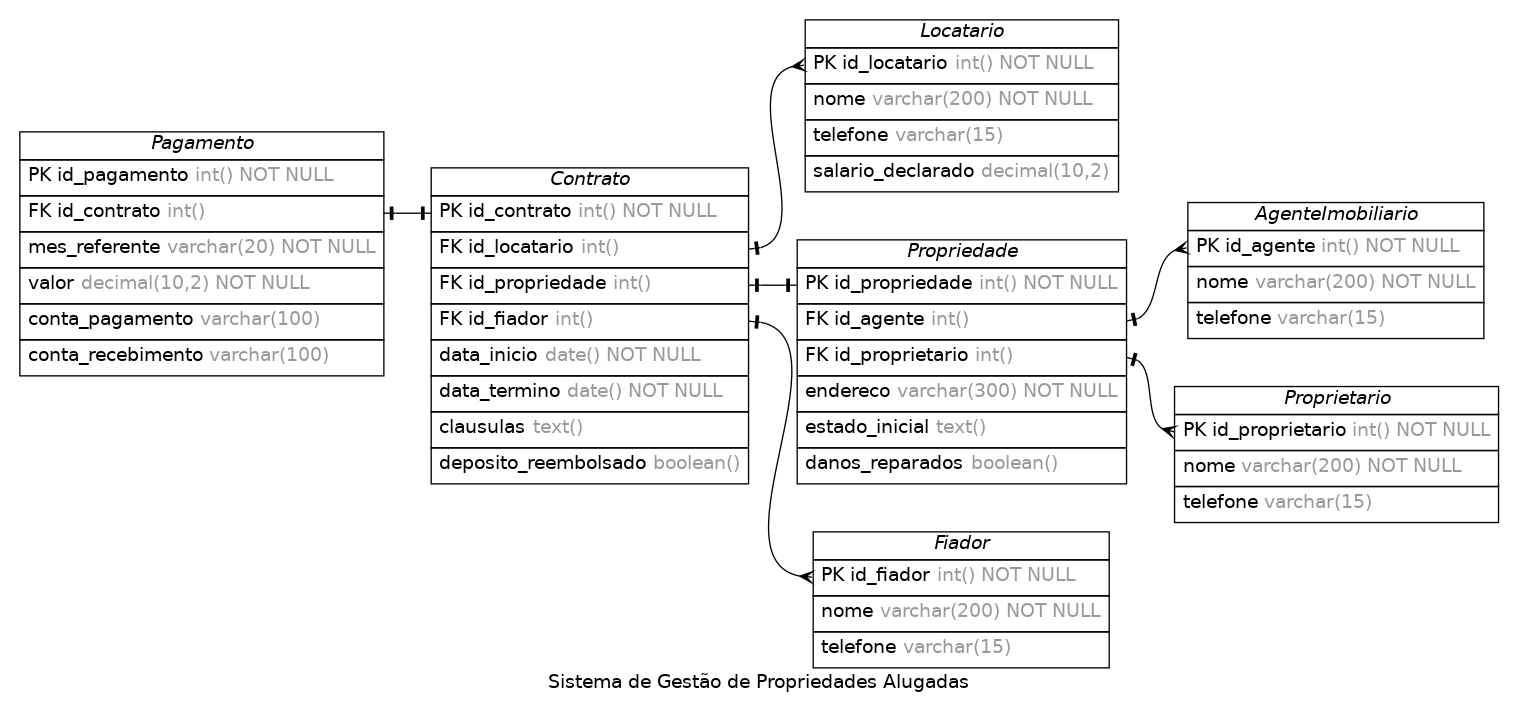 Pagamento
PK id_pagamento int() NOT NULL
FK id_contrato int()
mes_referente varchar(20) NOT NULL
valor decimal(10,2) NOT NULL
conta_pagamento varchar(100)
conta_recebimento varchar(100)
Contrato
PK id_contrato int() NOT NULL
FK id_locatario int()
FK id_propriedade int()
FK id_fiador int()
data_inicio date() NOT NULL
data_termino date() NOT NULL
clausulas text()
deposito_reembolsado boolean()
Locatario
PK id_locatario int() NOT NULL
nome varchar(200) NOT NULL
telefone varchar(15)
salario_declarado decimal(10,2)
Propriedade
PK id_propriedade int() NOT NULL
FK id_agente int()
FK id_proprietario int()
endereco varchar(300) NOT NULL
estado_inicial text()
danos_reparados boolean()
Fiador
PK id_fiador int() NOT NULL
nome varchar(200) NOT NULL
telefone varchar(15)
AgenteImobiliario
PK id_agente int() NOT NULL
nome varchar(200) NOT NULL
telefone varchar(15)
Proprietario
PK id_proprietario int() NOT NULL
nome varchar(200) NOT NULL
telefone varchar(15)
Sistema de Gestão de Propriedades Alugadas